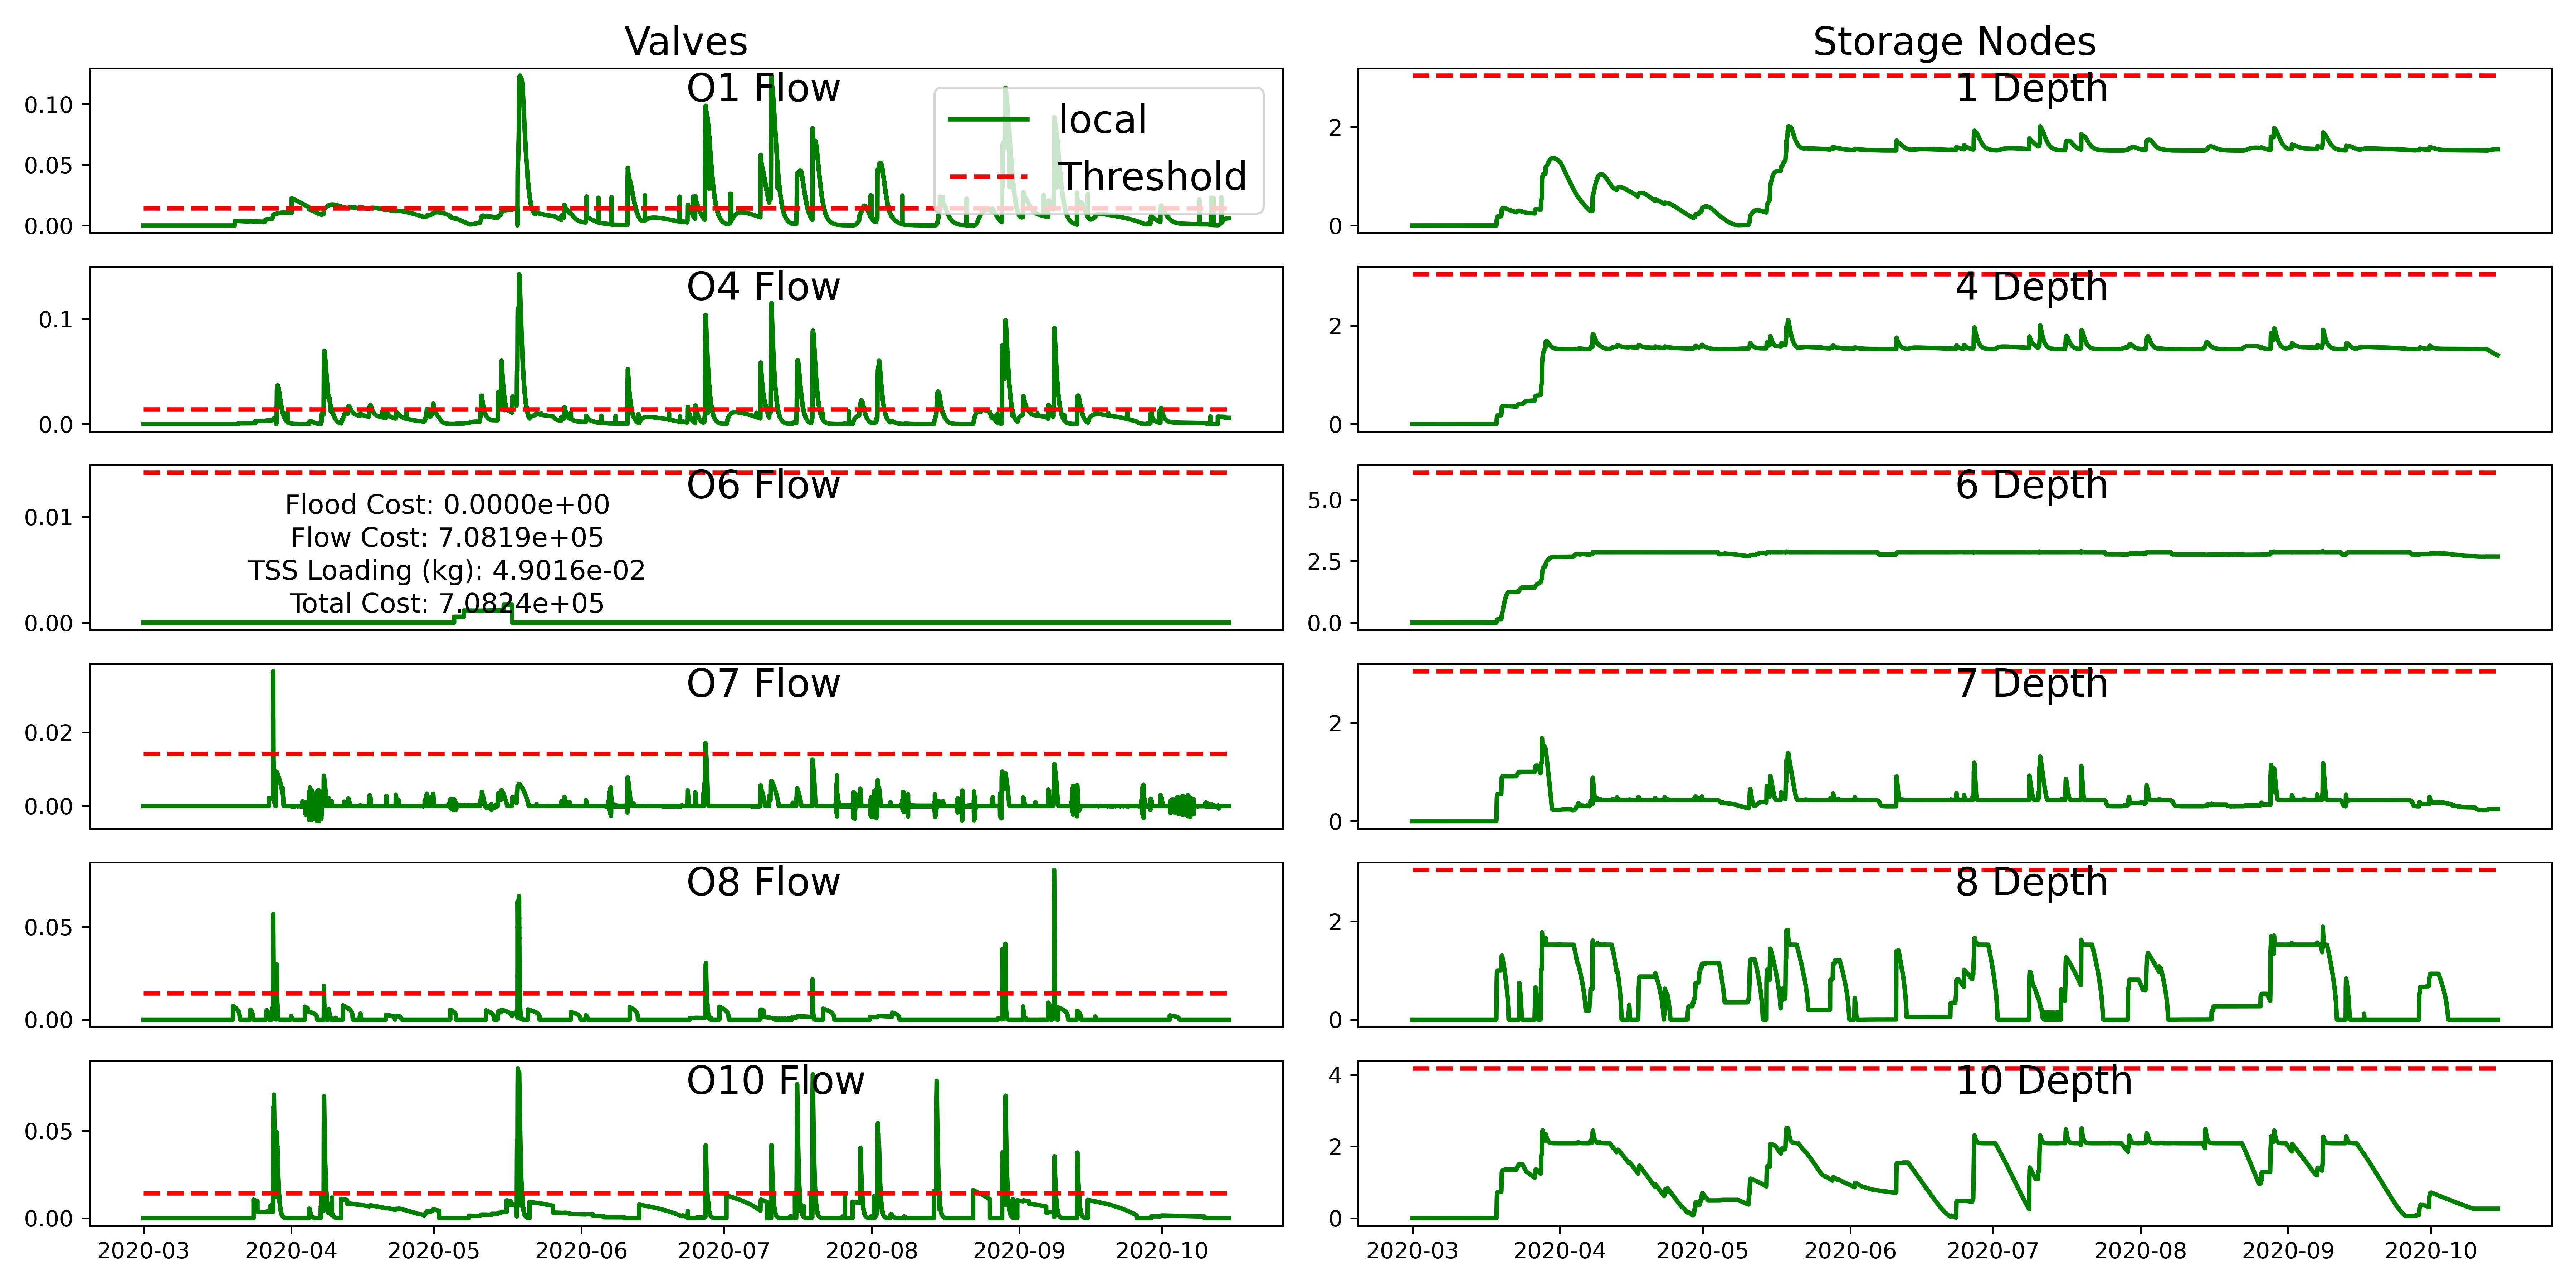 Valves
Storage Nodes
O1 Flow
local
Threshold
0.10
0.05
0.00
1 Depth
2
0
O4 Flow
0.1
0.0
4 Depth
2
0
O6 Flow
0.01
0.00
Flood Cost: 0.0000e+00
Flow Cost: 7.0819e+05
TSS Loading (kg): 4.9016e-02
Total Cost: 7.0824e+05
6 Depth
5.0
2.5
0.0
O7 Flow
0.02
0.00
7 Depth
2
0
O8 Flow
0.05
0.00
8 Depth
2
0
O10 Flow
0.05
0.00
2020-03 2020-04 2020-05 2020-06 2020-07 2020-08 2020-09 2020-10
10 Depth
4
2
0
2020-03 2020-04 2020-05 2020-06 2020-07 2020-08 2020-09 2020-10